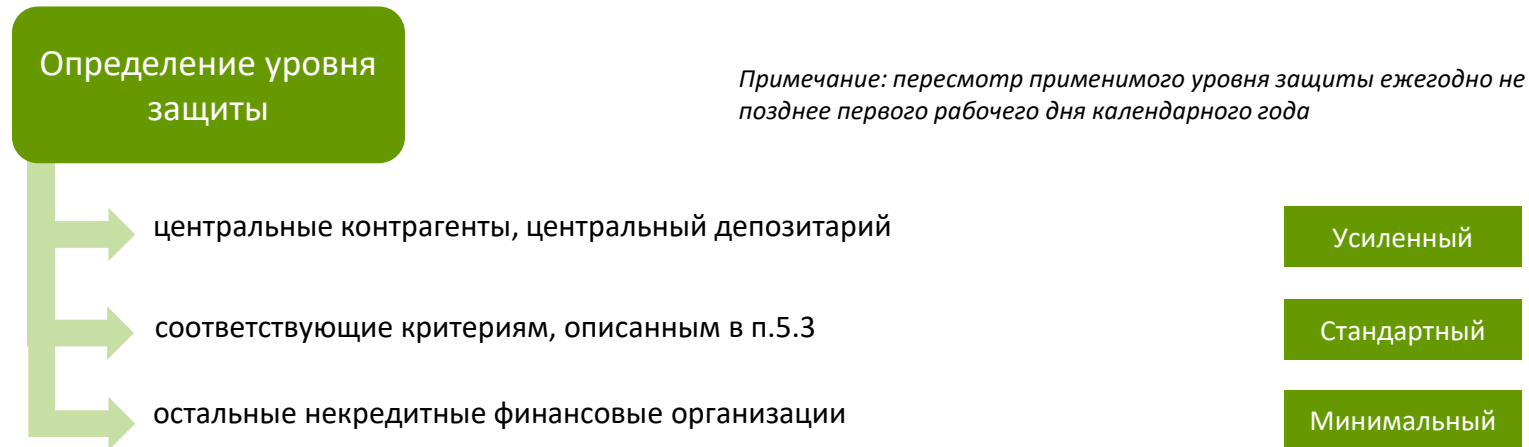 Определение уровня
защиты
Примечание: пересмотр применимого уровня защиты ежегодно не
позднее первого рабочего дня календарного года
центральные контрагенты, центральный депозитарий
Усиленный
соответствующие критериям, описанным в п.5.3
Стандартный
остальные некредитные финансовые организации
Минимальный